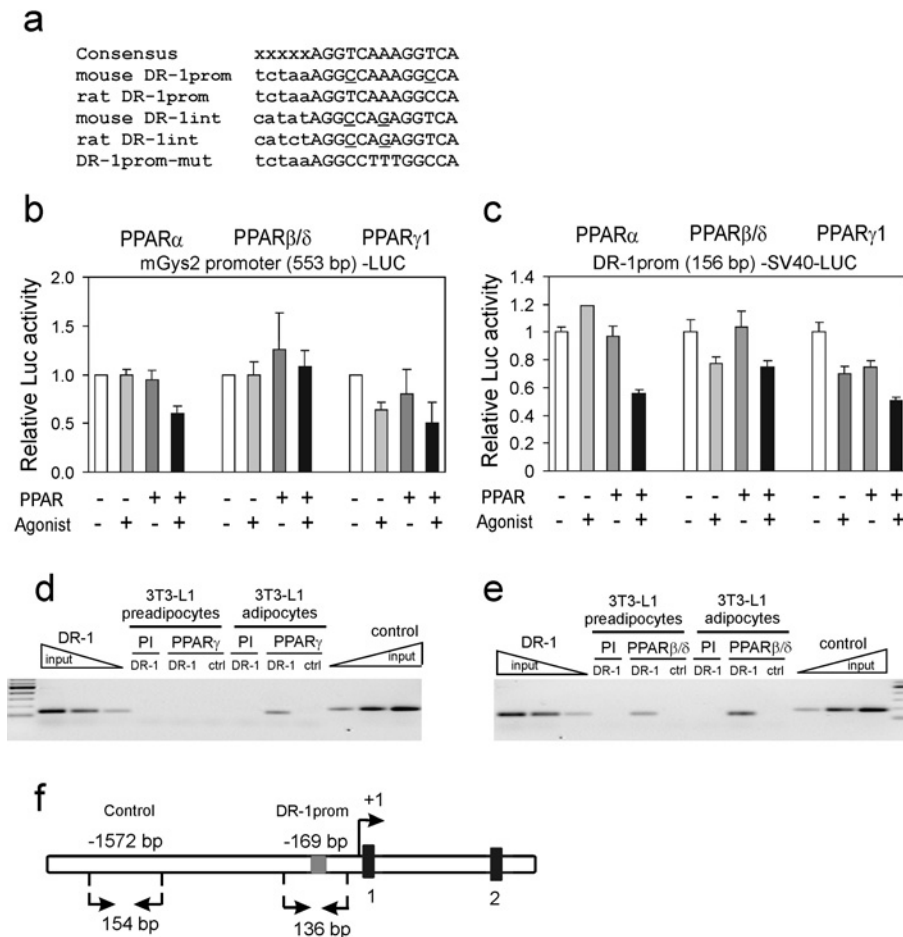 a
Consensus xxxxxAGGTCAAAGGTCA
mouse DR-1prom tctaaAGGCCAAAGGCCA
rat DR-1prom tctaaAGGTCAAAGGCCA
mouse DR-1int catatAGGCCAGAGGTCA
rat DR-1int catctAGGCCAGAGGTCA
DR-1prom-mut tctaaAGGCCTTTGGCCA
b
PPARα PPARβ/δ PPARγ1
mGys2 promoter (553 bp) -LUC
Relative Luc activity
2.0
1.5
1.0
0.5
0.0
PPAR - - + + - - + + - - + +
Agonist - + - + - + - + - + - +
c
PPARα PPARβ/δ PPARγ1
DR-1prom (156 bp) -SV40-LUC
Relative Luc activity
1.4
1.2
1
0.8
0.6
0.4
0.2
0
- - + + - - + + - - + +
- + - + - + - + - + - +
d
3T3-L1 preadipocytes
3T3-L1 adipocytes
DR-1 PI PPARγ PI PPARγ control
input DR-1 DR-1 ctrl DR-1 DR-1 ctrl input
e
3T3-L1 preadipocytes
3T3-L1 adipocytes
DR-1 PI PPARβ/δ PI PPARβ/δ control
input DR-1 DR-1 ctrl DR-1 DR-1 ctrl input
f
Control DR-1prom +1
-1572 bp -169 bp
154 bp 136 bp 1 2